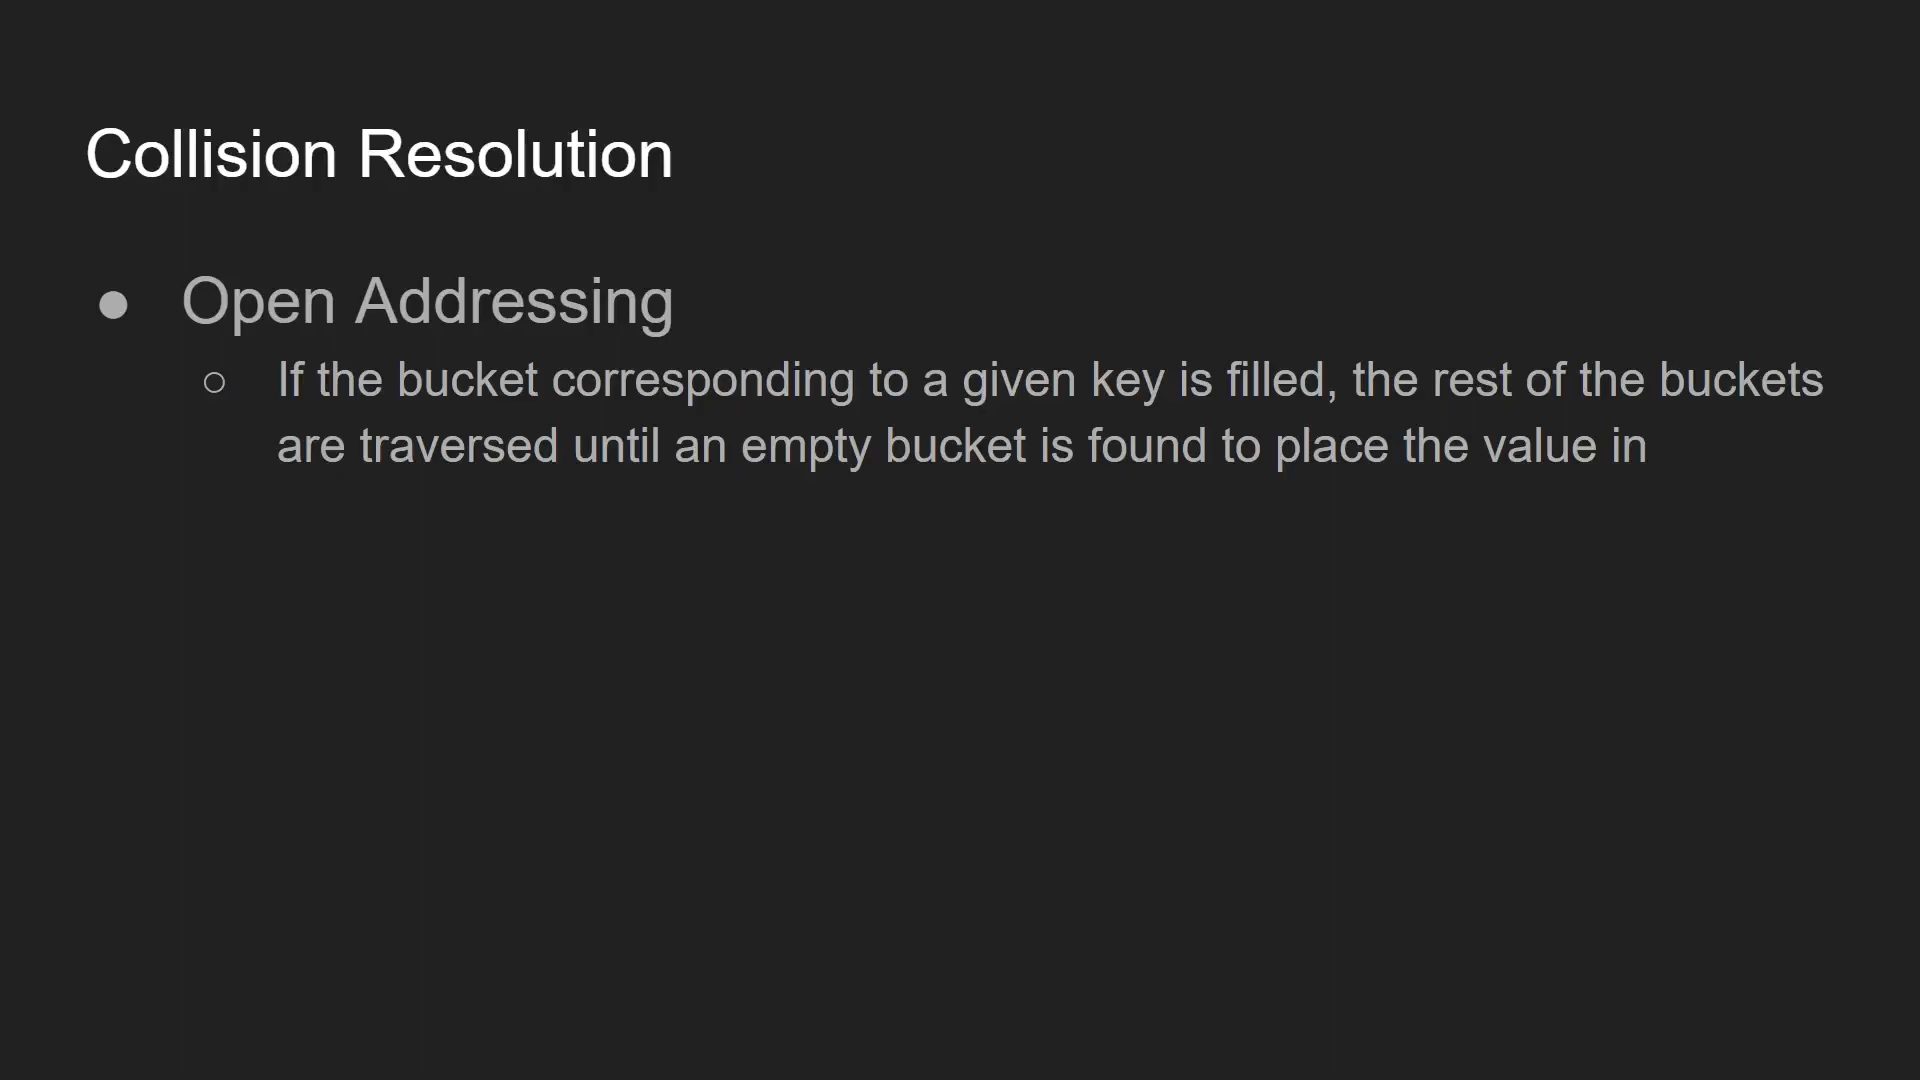 Collision Resolution
● Open Addressing
○ If the bucket corresponding to a given key is filled, the rest of the buckets
are traversed until an empty bucket is found to place the value in